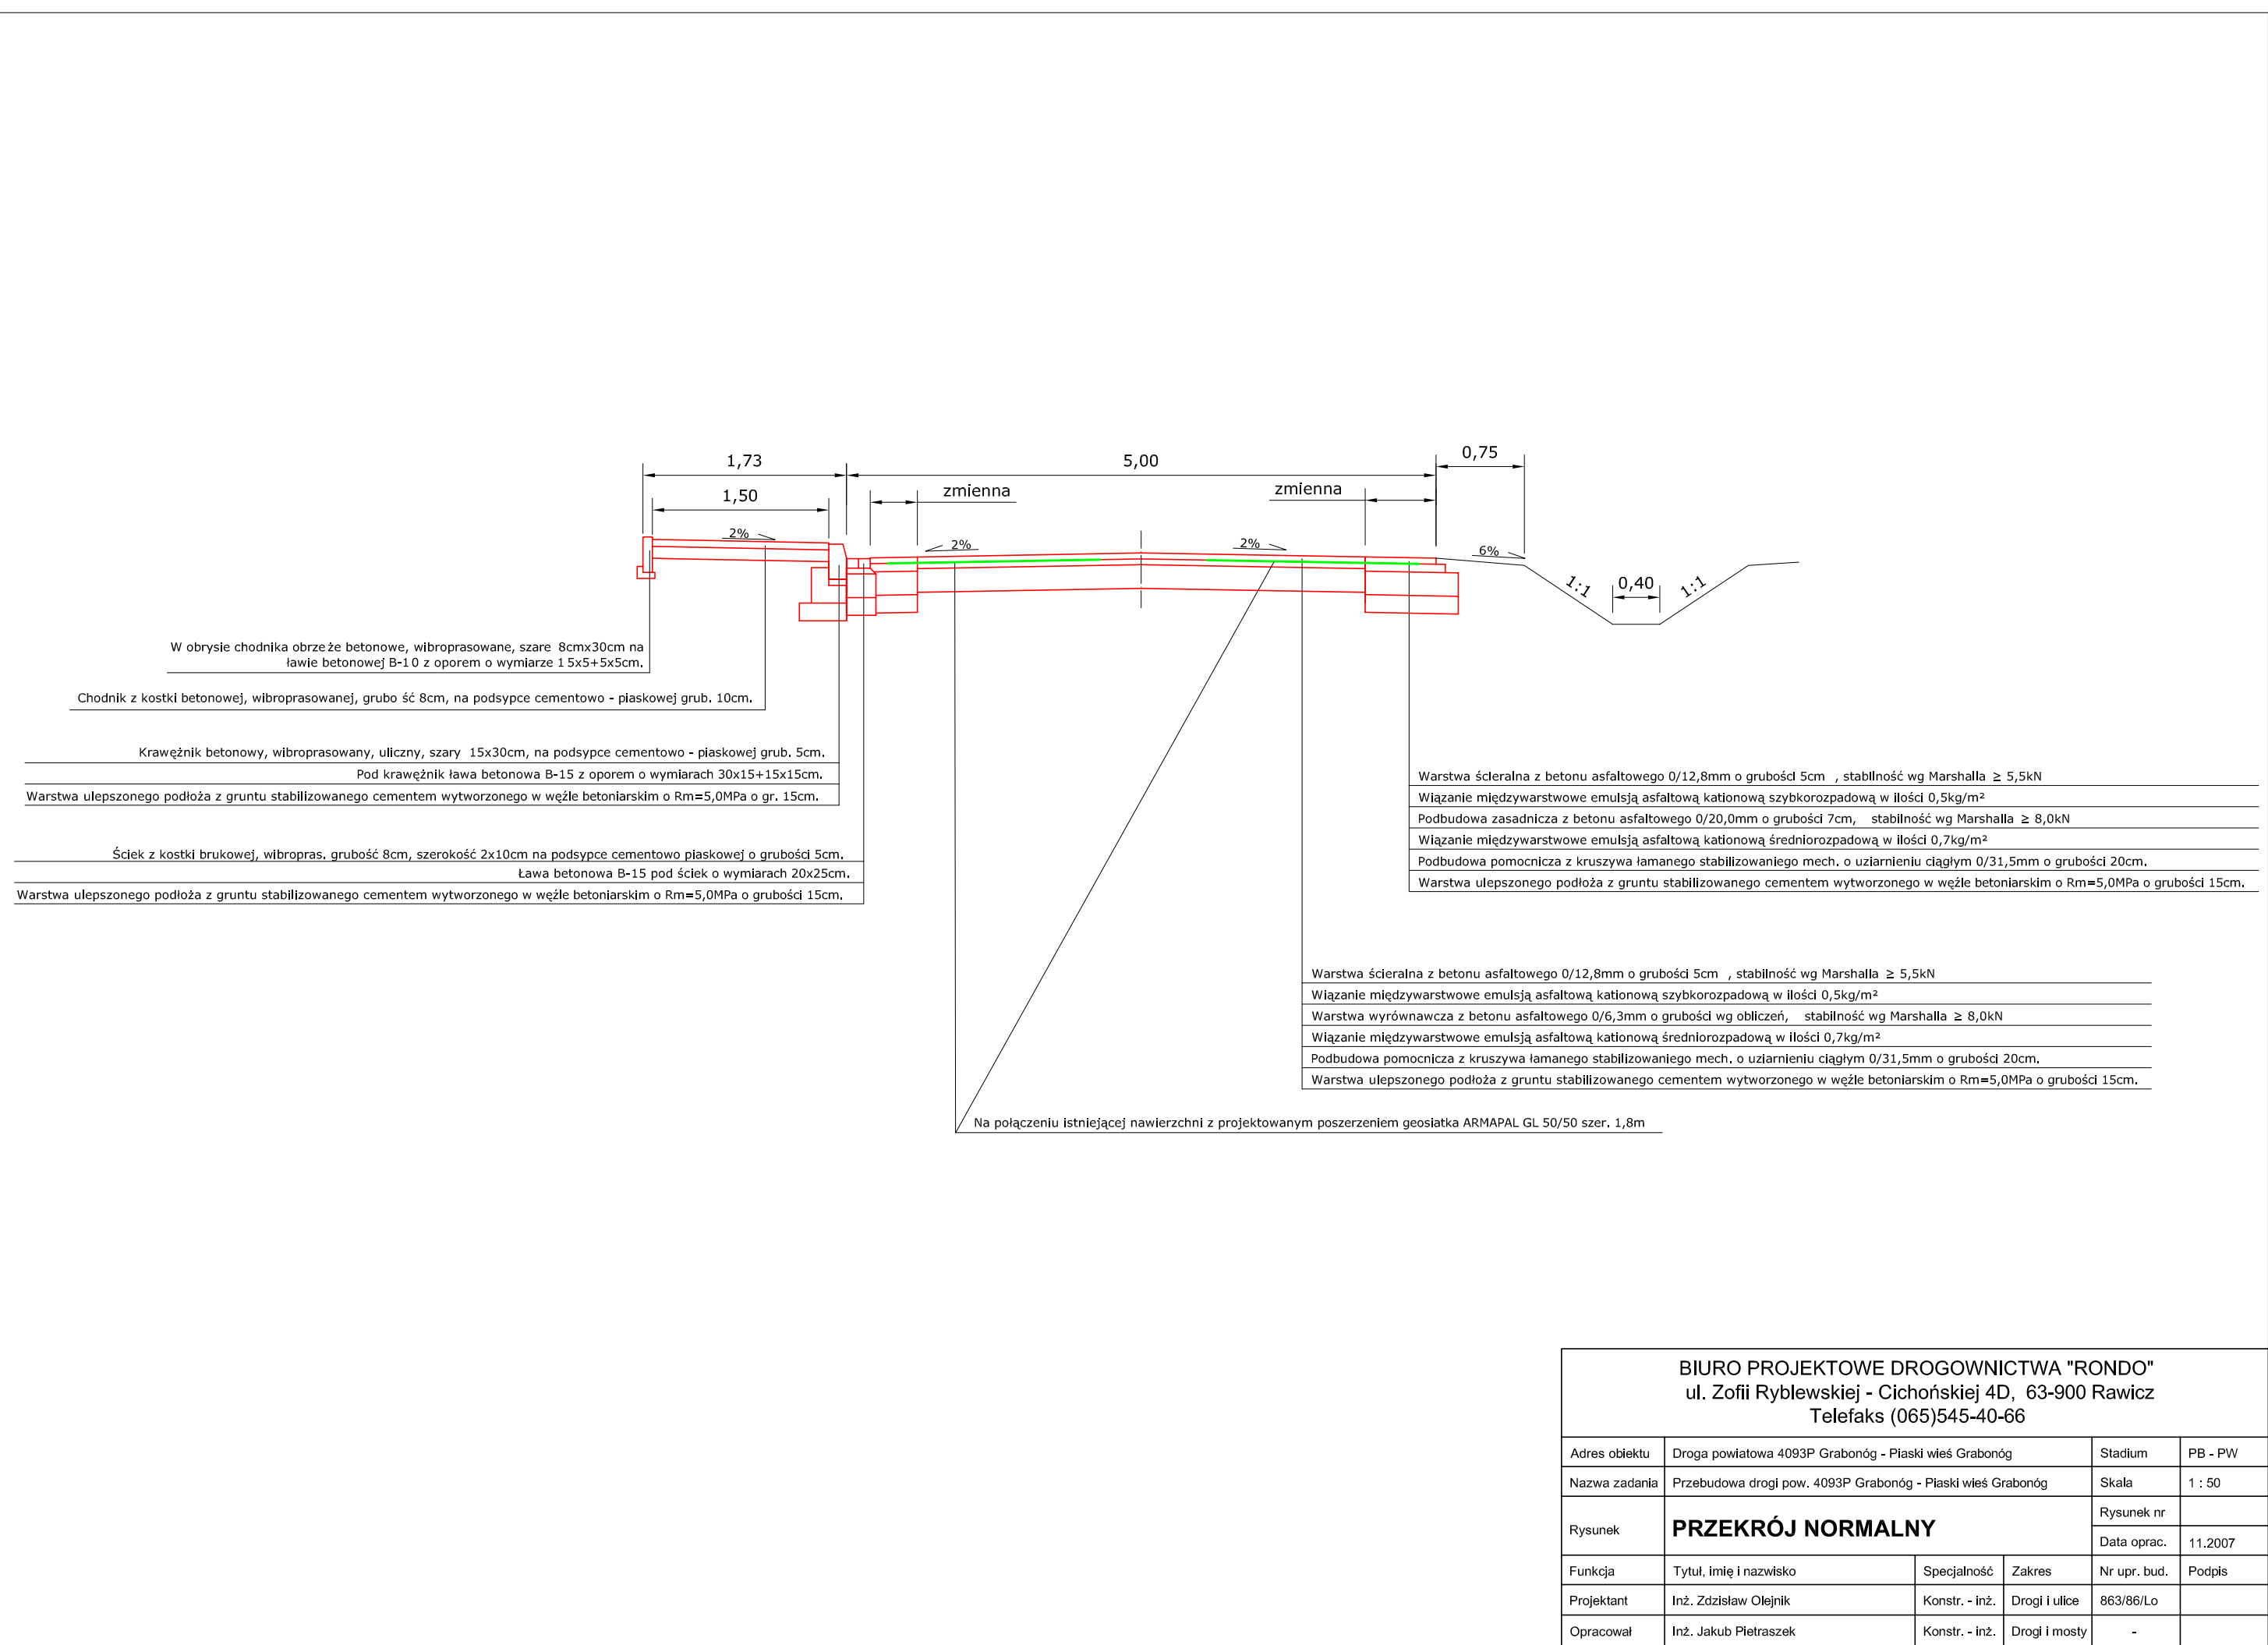 1,73
5,00
0,75
1,50
zmienna
zmienna
2%
2%
2%
6%
1:1
0,40
1:1
W obrysie chodnika obrzeże betonowe, wibroprasowane, szare 8cmx30cm na
ławie betonowej B-10 z oporem o wymiarze 15x5+5x5cm.
Chodnik z kostki betonowej, wibroprasowanej, grubo ść 8cm, na podsypce cementowo - piaskowej grub. 10cm.
Krawężnik betonowy, wibroprasowany, uliczny, szary 15x30cm, na podsypce cementowo - piaskowej grub. 5cm.
Pod krawężnik ława betonowa B-15 z oporem o wymiarach 30x15+15x15cm.
Warstwa ulepszonego podłoża z gruntu stabilizowanego cementem wytworzonego w węźle betoniarskim o Rm=5,0MPa o gr. 15cm.
Ściek z kostki brukowej, wibropras. grubość 8cm, szerokość 2x10cm na podsypce cementowo piaskowej o grubości 5cm.
Ława betonowa B-15 pod ściek o wymiarach 20x25cm.
Warstwa ulepszonego podłoża z gruntu stabilizowanego cementem wytworzonego w węźle betoniarskim o Rm=5,0MPa o grubości 15cm.
Warstwa ścieralna z betonu asfaltowego 0/12,8mm o grubości 5cm , stabilność wg Marshalla ≥ 5,5kN
Wiązanie międzywarstwowe emulsją asfaltową kationową szybkorozpadową w ilości 0,5kg/m²
Podbudowa zasadnicza z betonu asfaltowego 0/20,0mm o grubości 7cm, stabilność wg Marshalla ≥ 8,0kN
Wiązanie międzywarstwowe emulsją asfaltową kationową średniorozpadową w ilości 0,7kg/m²
Podbudowa pomocnicza z kruszywa łamanego stabilizowaniego mech. o uziarnieniu ciągłym 0/31,5mm o grubości 20cm.
Warstwa ulepszonego podłoża z gruntu stabilizowanego cementem wytworzonego w węźle betoniarskim o Rm=5,0MPa o grubości 15cm.
Warstwa ścieralna z betonu asfaltowego 0/12,8mm o grubości 5cm , stabilność wg Marshalla ≥ 5,5kN
Wiązanie międzywarstwowe emulsją asfaltową kationową szybkorozpadową w ilości 0,5kg/m²
Warstwa wyrównawcza z betonu asfaltowego 0/6,3mm o grubości wg obliczeń, stabilność wg Marshalla ≥ 8,0kN
Wiązanie międzywarstwowe emulsją asfaltową kationową średniorozpadową w ilości 0,7kg/m²
Podbudowa pomocnicza z kruszywa łamanego stabilizowaniego mech. o uziarnieniu ciągłym 0/31,5mm o grubości 20cm.
Warstwa ulepszonego podłoża z gruntu stabilizowanego cementem wytworzonego w węźle betoniarskim o Rm=5,0MPa o grubości 15cm.
Na połączeniu istniejącej nawierzchni z projektowanym poszerzeniem geosiatka ARMAPAL GL 50/50 szer. 1,8m
BIURO PROJEKTOWE DROGOWNICTWA "RONDO"
ul. Zofii Ryblewskiej - Cichońskiej 4D, 63-900 Rawicz
Telefaks (065)545-40-66
Adres obiektu Droga powiatowa 4093P Grabonóg - Piaski wieś Grabonóg Stadium PB - PW
Nazwa zadania Przebudowa drogi pow. 4093P Grabonóg - Piaski wieś Grabonóg Skala 1 : 50
Rysunek PRZEKRÓJ NORMALNY Rysunek nr
Data oprac. 11.2007
Funkcja Tytuł, imię i nazwisko Specjalność Zakres Nr upr. bud. Podpis
Projektant Inż. Zdzisław Olejnik Konstr. - inż. Drogi i ulice 863/86/Lo
Opracował Inż. Jakub Pietraszek Konstr. - inż. Drogi i mosty -